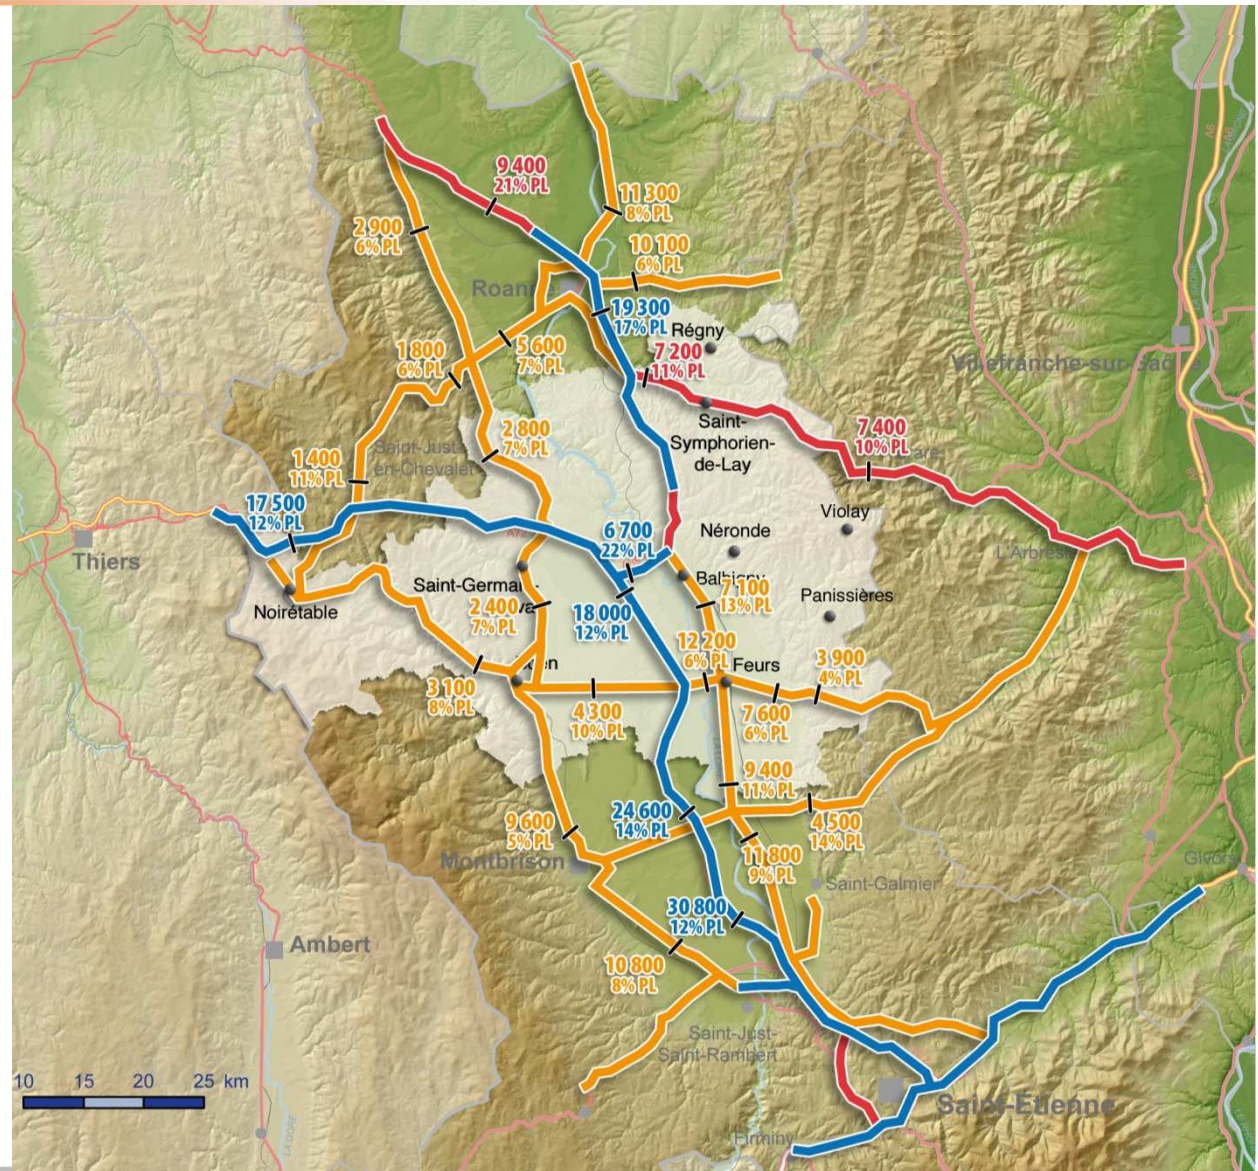 A6
9 400
21% PL
11 300
8% PL
2 900
6% PL
10 100
6% PL
Roanne
19 300
17% PL
Régny
7 200
11% PL
5 600
7% PL
1 800
6% PL
Villefranche-sur-Saône
Saint-
Symphorien-
de-Lay
7 400
10% PL
2 800
7% PL
Saint-Just-
en-Chevalet
1 400
11% PL
17 500
12% PL
Violay
6 700
22% PL
Néronde
A72
L'Arbresle
Thiers
Balbigny
Saint-Germain-
7 100
13% PL
Panissières
Noirétable
2 400
7% PL
18 000
12% PL
12 200
6% PL
Feurs
3 900
4% PL
3 100
8% PL
4 300
10% PL
7 600
6% PL
9 400
11% PL
9 600
5% PL
24 600
14% PL
4 500
14% PL
Montbrison
11 800
9% PL
Givors
Saint-Galmier
30 800
12% PL
Ambert
10 800
8% PL
Saint-Just-
Saint-Rambert
10 15 20 25 km
Saint-Etienne
LA DORE
Firminy